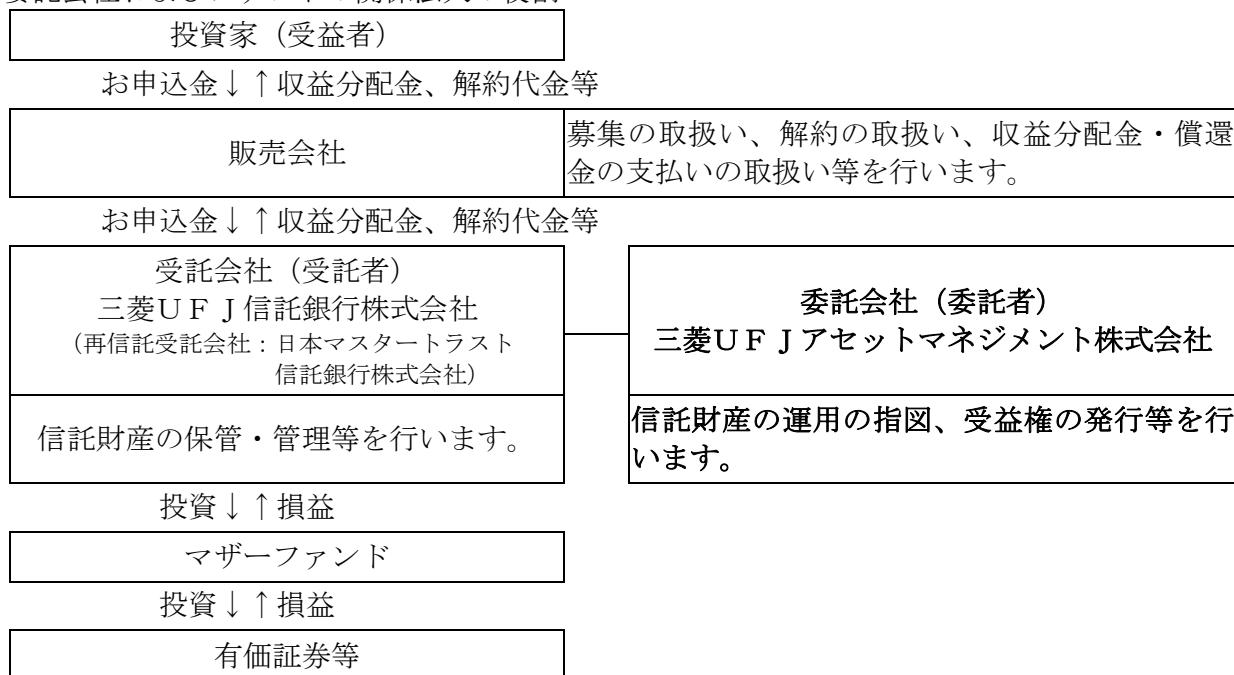 投資家（受益者）
お申込金↓↑収益分配金、解約代金等
販売会社
募集の取扱い、解約の取扱い、収益分配金・償還
金の支払いの取扱い等を行います。
お申込金↓↑収益分配金、解約代金等
受託会社（受託者）
三菱ＵＦＪ信託銀行株式会社
（再信託受託会社：日本マスタートラスト
信託銀行株式会社）
委託会社（委託者）
三菱ＵＦＪアセットマネジメント株式会社
信託財産の保管・管理等を行います。
信託財産の運用の指図、受益権の発行等を行
います。
投資↓↑損益
マザーファンド
投資↓↑損益
有価証券等